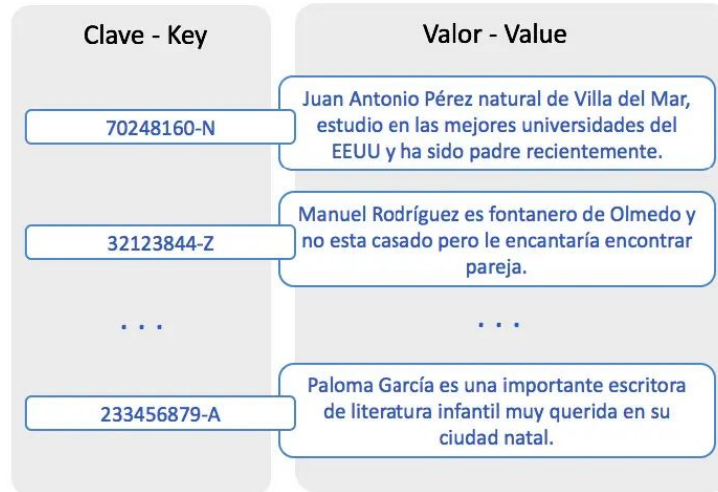 Clave - Key
Valor - Value
70248160-N
Juan Antonio Pérez natural de Villa del Mar,
estudio en las mejores universidades del
EEUU y ha sido padre recientemente.
32123844-Z
Manuel Rodríguez es fontanero de Olmedo y
no esta casado pero le encantaría encontrar
pareja.
. . .
. . .
233456879-A
Paloma García es una importante escritora
de literatura infantil muy querida en su
ciudad natal.